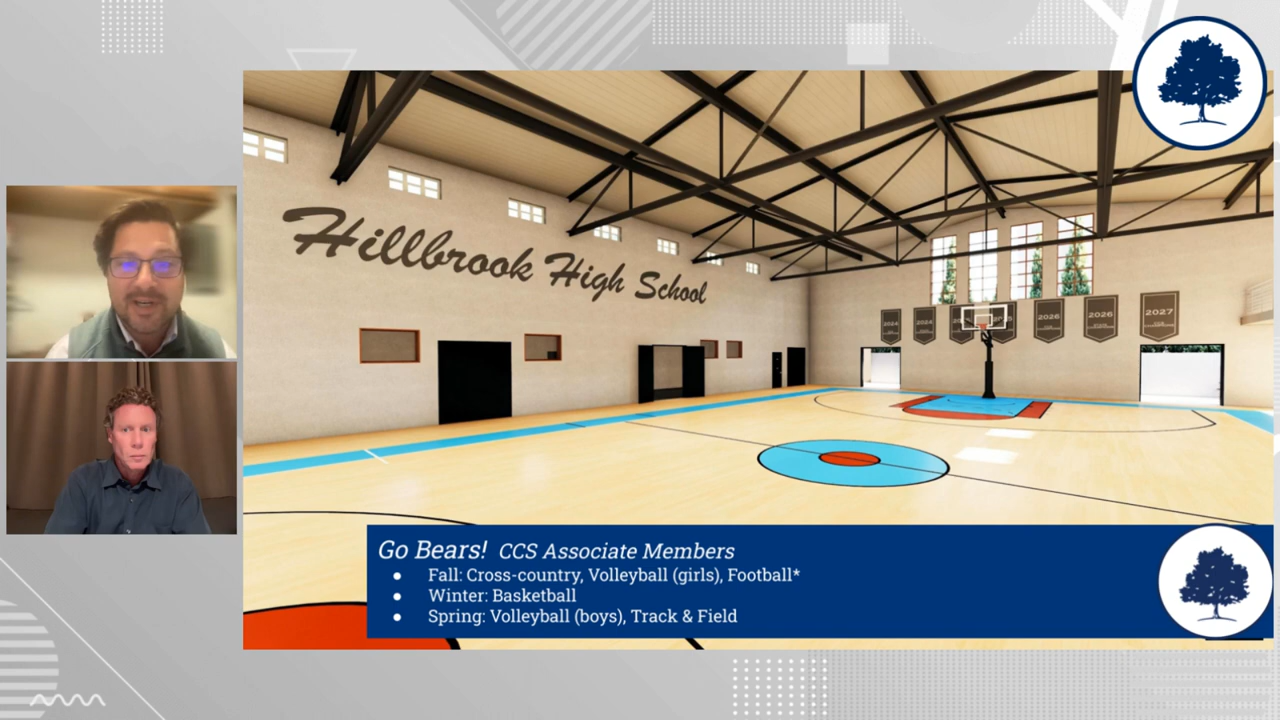 Hillbrook High School
2024
2024
2026
2026
2027
Go Bears! CCS Associate Members
● Fall: Cross-country, Volleyball (girls), Football*
● Winter: Basketball
● Spring: Volleyball (boys), Track & Field